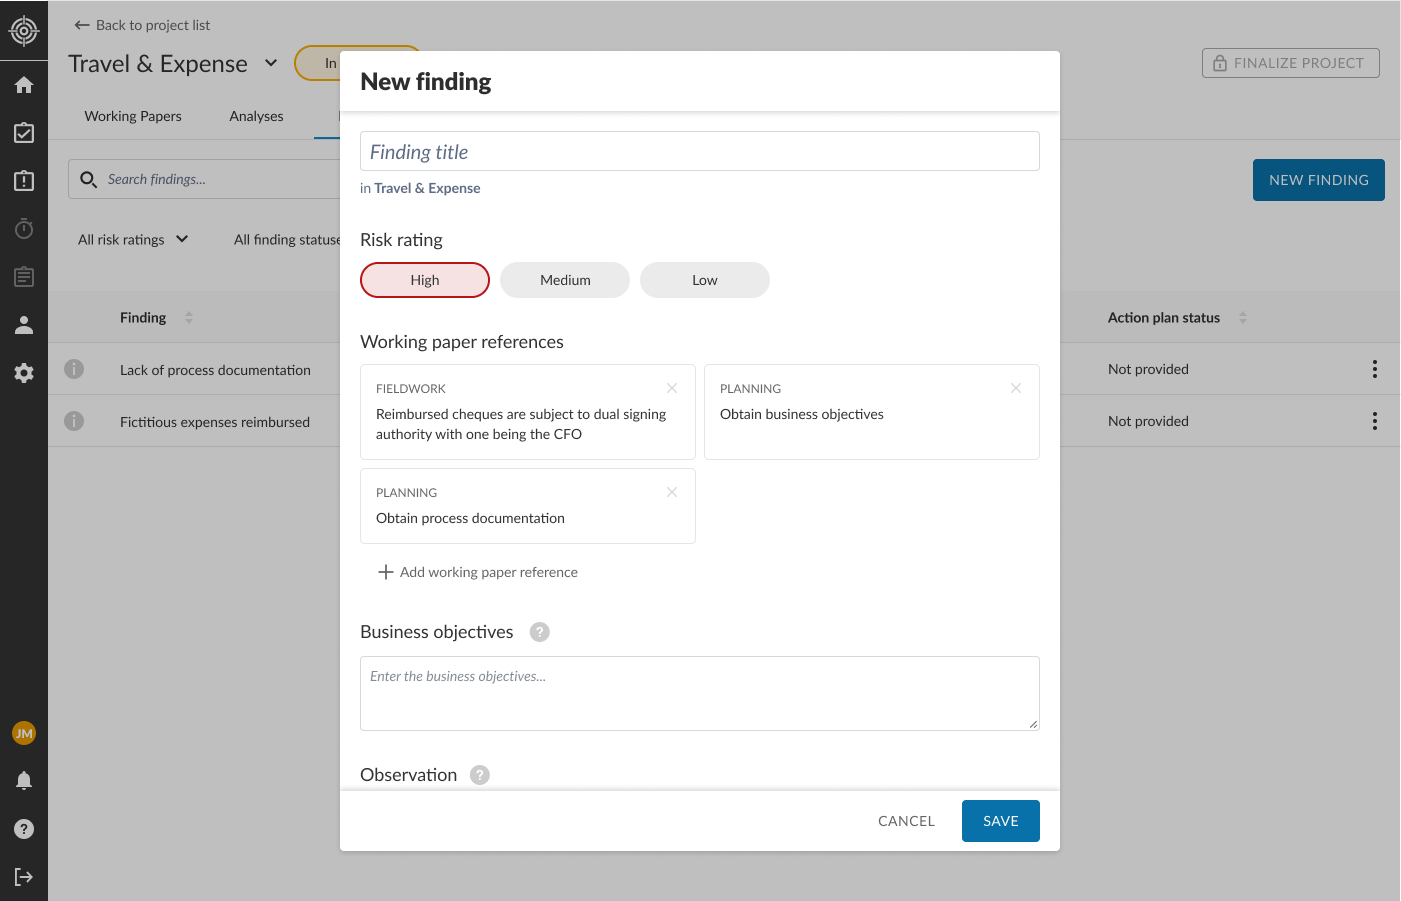 Back to project list
Travel & Expense
In
FINALIZE PROJECT
Working Papers
Analyses
Search findings...
NEW FINDING
All risk ratings
All finding statuse
Finding
Action plan status
Lack of process documentation
Not provided
Fictitious expenses reimbursed
Not provided
JM
New finding
Finding title
in Travel & Expense
Risk rating
High
Medium
Low
Working paper references
FIELDWORK
Reimbursed cheques are subject to dual signing
authority with one being the CFO
PLANNING
Obtain business objectives
PLANNING
Obtain process documentation
Add working paper reference
Business objectives ?
Enter the business objectives...
Observation ?
CANCEL
SAVE